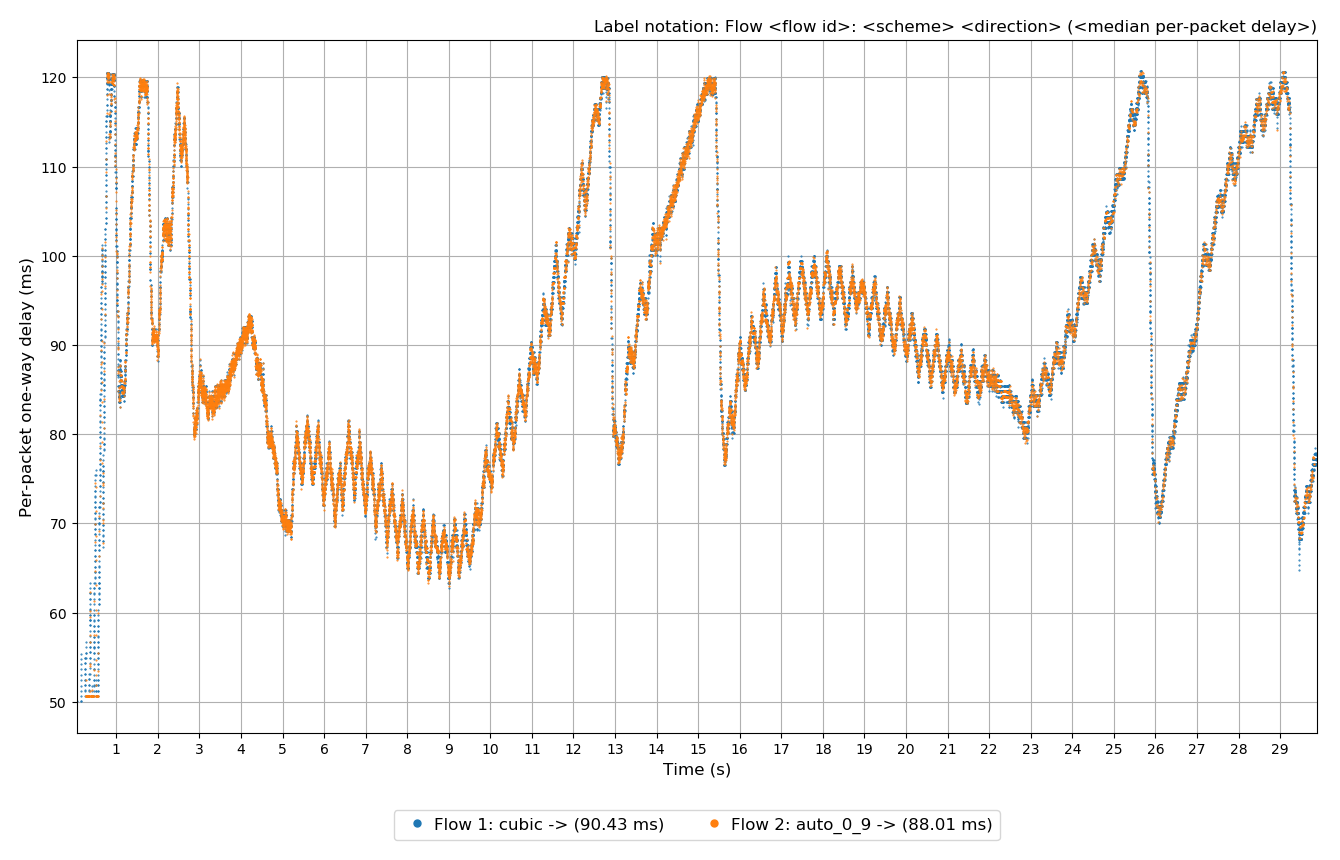 Label notation: Flow <flow id>: <scheme> <direction> (<median per-packet delay>)
Per-packet one-way delay (ms)
120
110
100
90
80
70
60
50
1 2 3 4 5 6 7 8 9 10 11 12 13 14 15 16 17 18 19 20 21 22 23 24 25 26 27 28 29
Time (s)
Flow 1: cubic -> (90.43 ms) Flow 2: auto_0_9 -> (88.01 ms)